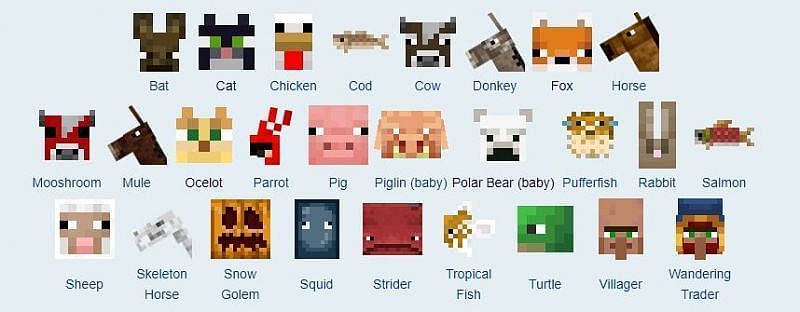 Bat Cat Chicken Cod Cow Donkey Fox Horse
Mooshroom Mule Ocelot Parrot Pig Piglin (baby) Polar Bear (baby) Pufferfish Rabbit Salmon
Sheep Skeleton Horse Snow Golem Squid Strider Tropical Fish Turtle Villager Wandering Trader